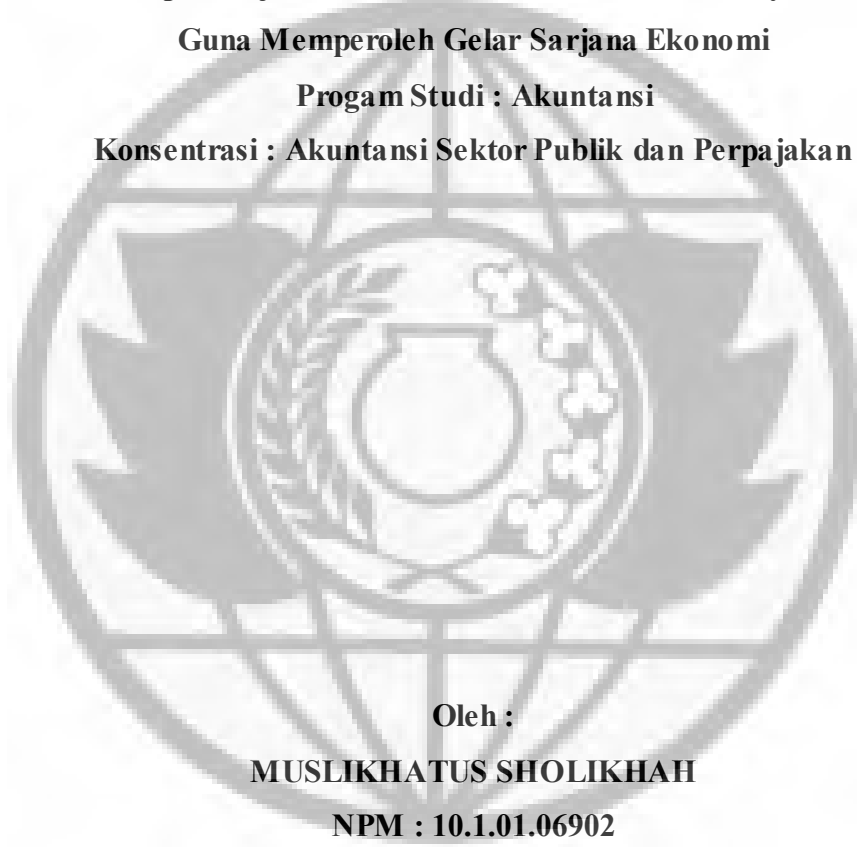 Guna Memperoleh Gelar Sarjana Ekonomi
Progam Studi : Akuntansi
Konsentrasi : Akuntansi Sektor Publik dan Perpajakan
Oleh :
MUSLIKHATUS SHOLIKHAH
NPM : 10.1.01.06902